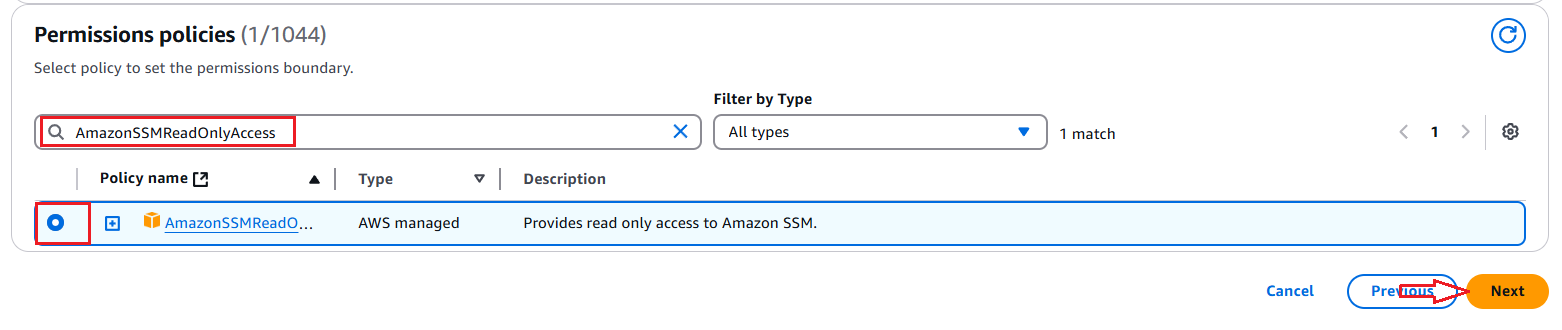 Permissions policies (1/1044)
Select policy to set the permissions boundary.
Filter by Type
AmazonSSMReadOnlyAccess
All types
1 match
1
Policy name
Type
Description
AmazonSSMReadO...
AWS managed
Provides read only access to Amazon SSM.
Cancel
Previous
Next